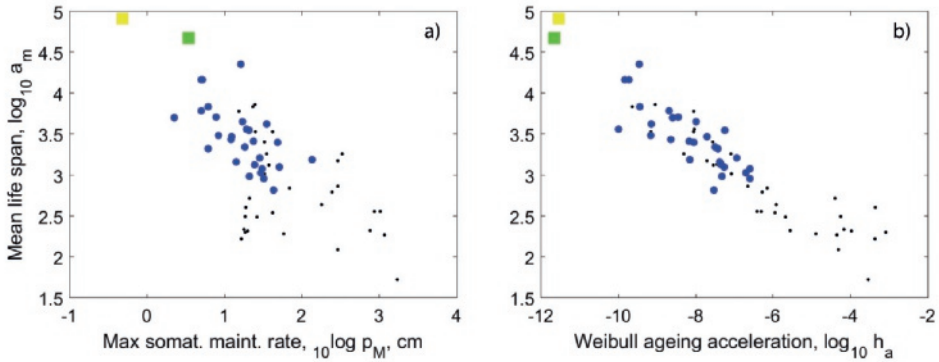 a)
Mean life span, log10 am
5
4.5
4
3.5
3
2.5
2
1.5
-1 0 1 2 3 4
Max somat. maint. rate, 10log pM, cm
b)
5
4.5
4
3.5
3
2.5
2
1.5
-12 -10 -8 -6 -4 -2
Weibull ageing acceleration, log10 ha